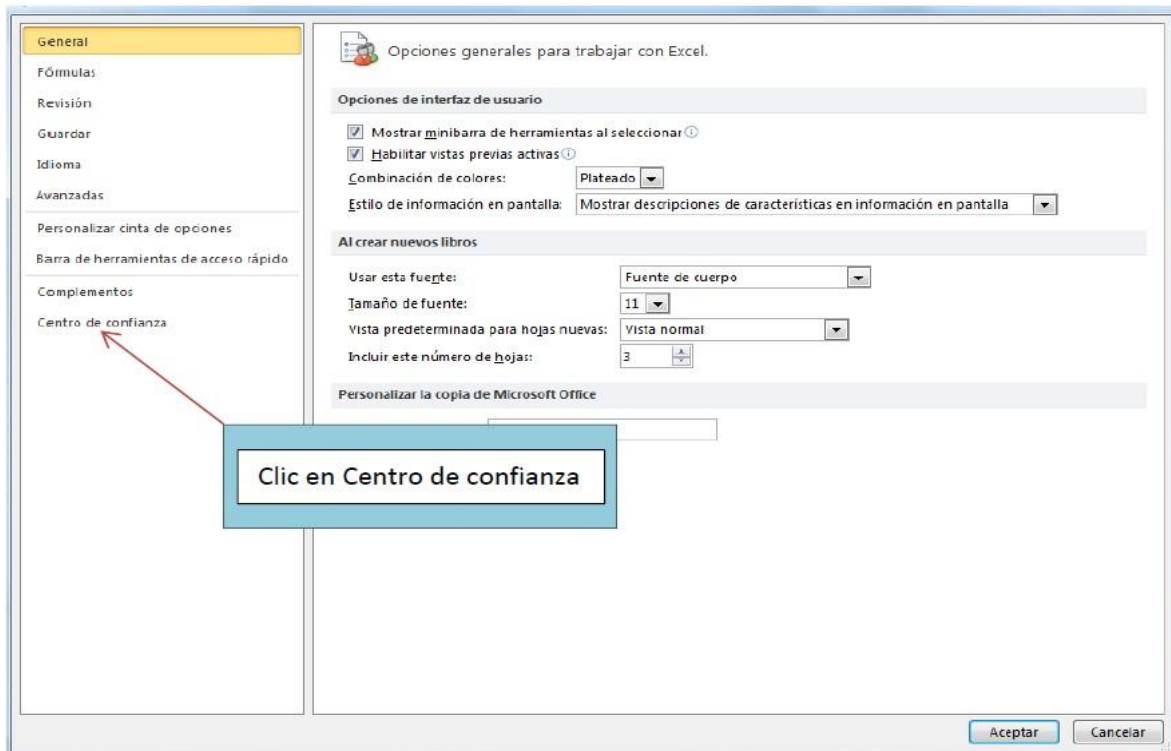 General
Fórmulas
Revisión
Guardar
Idioma
Avanzadas
Personalizar cinta de opciones
Barra de herramientas de acceso rápido
Complementos
Centro de confianza
Opciones generales para trabajar con Excel.
Opciones de interfaz de usuario
Mostrar minibarra de herramientas al seleccionar
Habilitar vistas previas activas
Combinación de colores: Plateado
Estilo de información en pantalla: Mostrar descripciones de características en información en pantalla
Al crear nuevos libros
Usar esta fuente: Fuente de cuerpo
Tamaño de fuente: 11
Vista predeterminada para hojas nuevas: Vista normal
Incluir este número de hojas: 3
Personalizar la copia de Microsoft Office
Clic en Centro de confianza
Aceptar Cancelar